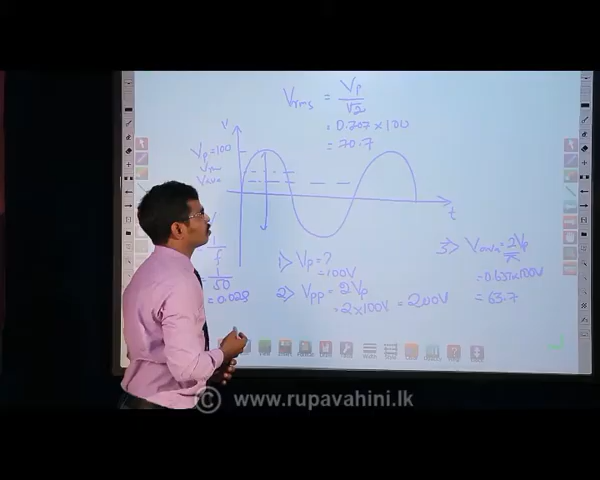 Vrms = Vp/√2
= 0.707 × 100
= 70.7
V
Vp = 100
t
1/f
= 1/50
= 0.02s
1> Vp = ?
= 100V
2> Vpp = 2Vp
= 2 × 100V = 200V
3> Vave = 2Vp/π
= 0.637×100V
= 63.7
© www.rupavahini.lk